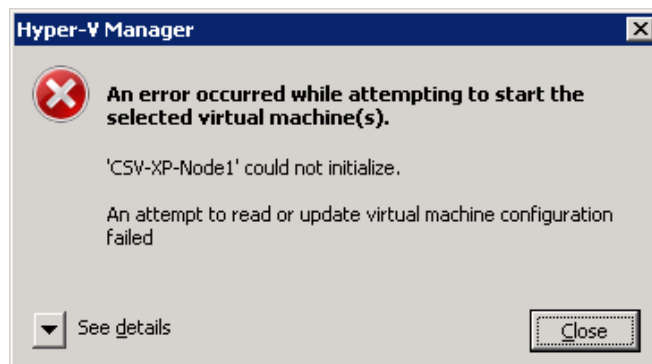 Hyper-V Manager
An error occurred while attempting to start the
selected virtual machine(s).
'CSV-XP-Node1' could not initialize.
An attempt to read or update virtual machine configuration
failed
See details
Close